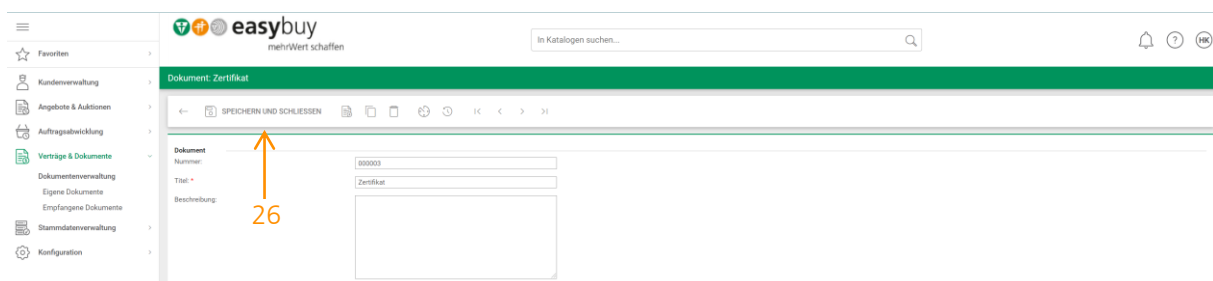 easybuy
mehrWert schaffen
In Katalogen suchen...
HK
Favoriten
Kundenverwaltung
Angebote & Auktionen
Auftragsabwicklung
Verträge & Dokumente
Dokumentenverwaltung
Eigene Dokumente
Empfangene Dokumente
Stammdatenverwaltung
Konfiguration
Dokument: Zertifikat
SPEICHERN UND SCHLIESSEN
Dokument
Nummer:
000003
Titel: *
Zertifikat
Beschreibung:
26